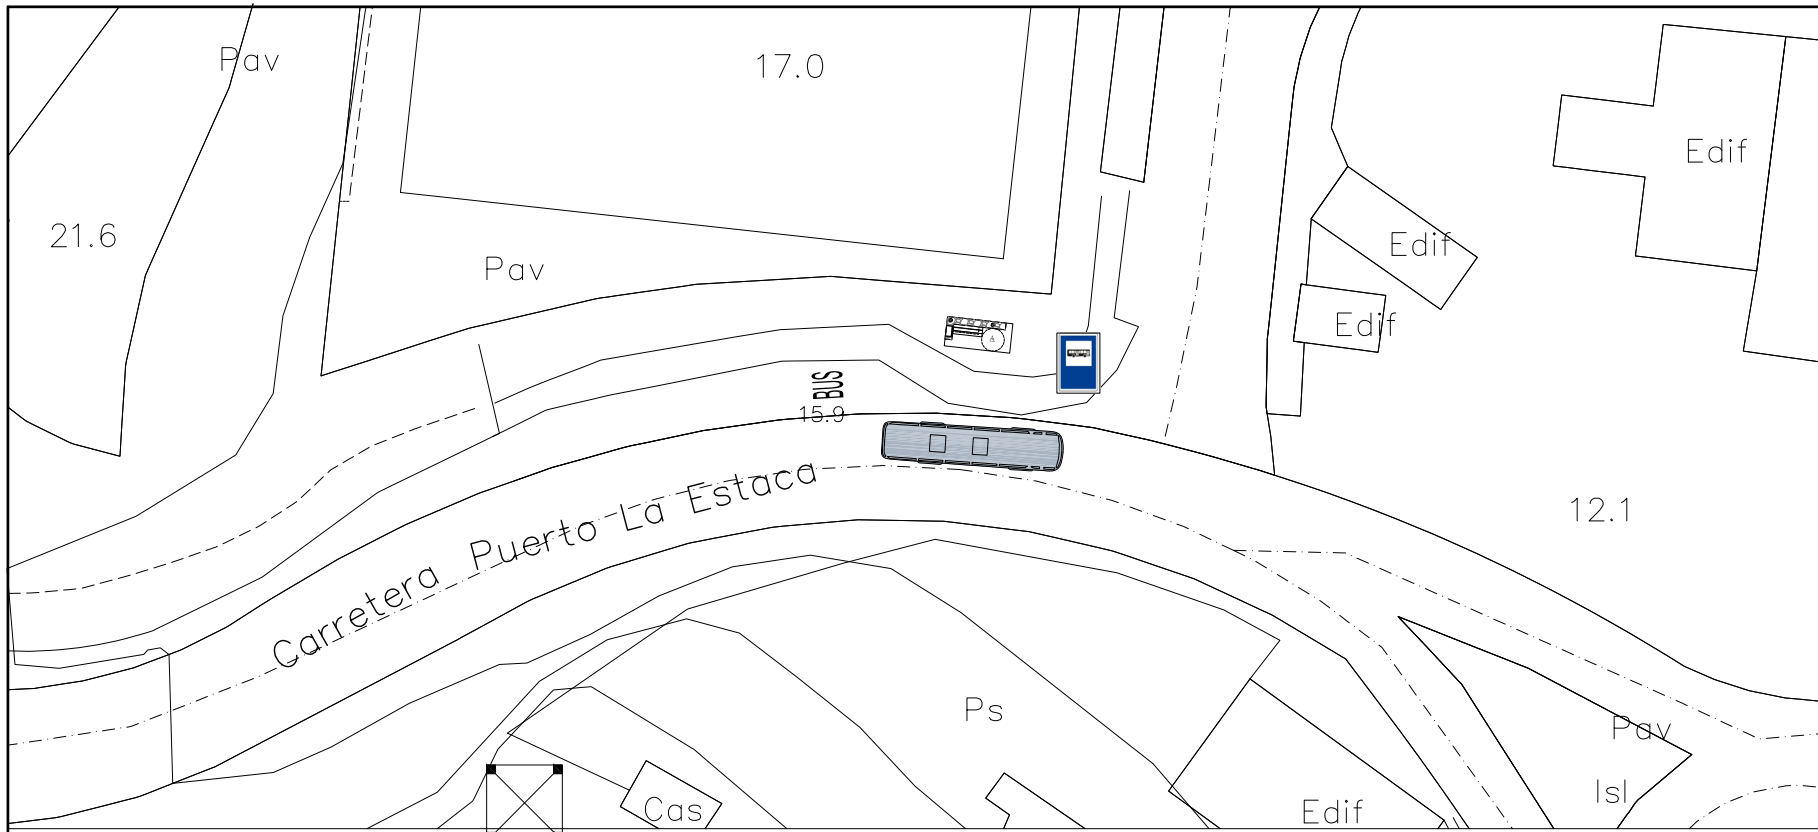 Pav
17.0
Edif
21.6
Edif
Pav
Edif
BUS
15.9
Carretera Puerto La Estaca
12.1
Ps
Pav
Isl
Cas
Edif